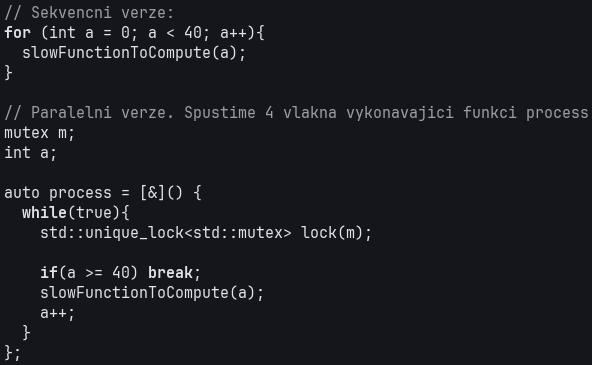 // Sekvencni verze:
for (int a = 0; a < 40; a++){
  slowFunctionToCompute(a);
}

// Paralelni verze. Spustime 4 vlakna vykonavajici funkci process
mutex m;
int a;

auto process = [&]() {
  while(true){
    std::unique_lock<std::mutex> lock(m);

    if(a >= 40) break;
    slowFunctionToCompute(a);
    a++;
  }
};